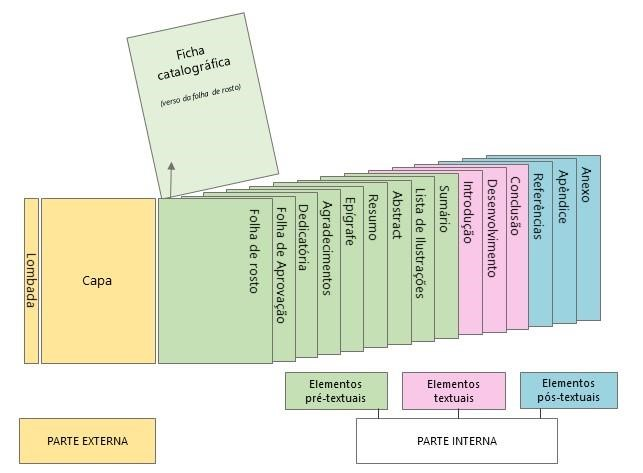 Ficha
catalográfica
(verso da folha de rosto)
Lombada
Capa
Folha de rosto
Folha de Aprovação
Dedicatória
Agradecimentos
Epígrafe
Resumo
Abstract
Lista de Ilustrações
Sumário
Introdução
Desenvolvimento
Conclusão
Referências
Apêndice
Anexo
Elementos
pré-textuais
Elementos
textuais
Elementos
pós-textuais
PARTE EXTERNA
PARTE INTERNA